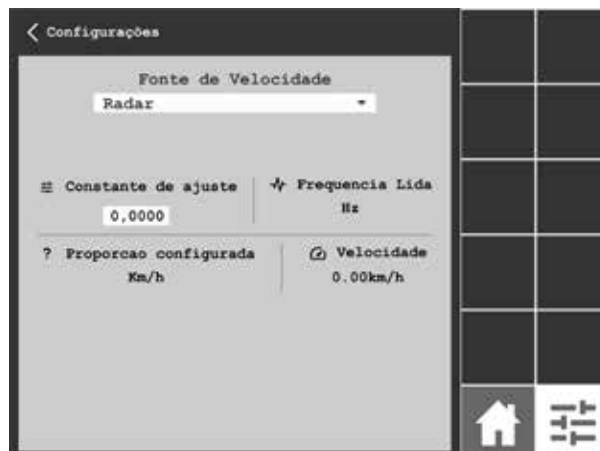 Configurações
Fonte de Velocidade
Radar
Constante de ajuste
0,0000
Frequencia Lida
Hz
? Proporcao configurada
Km/h
Velocidade
0.00km/h